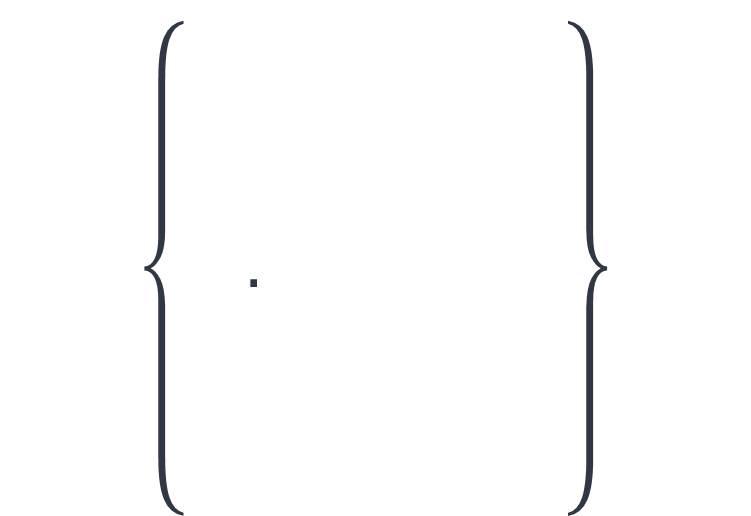 { . }